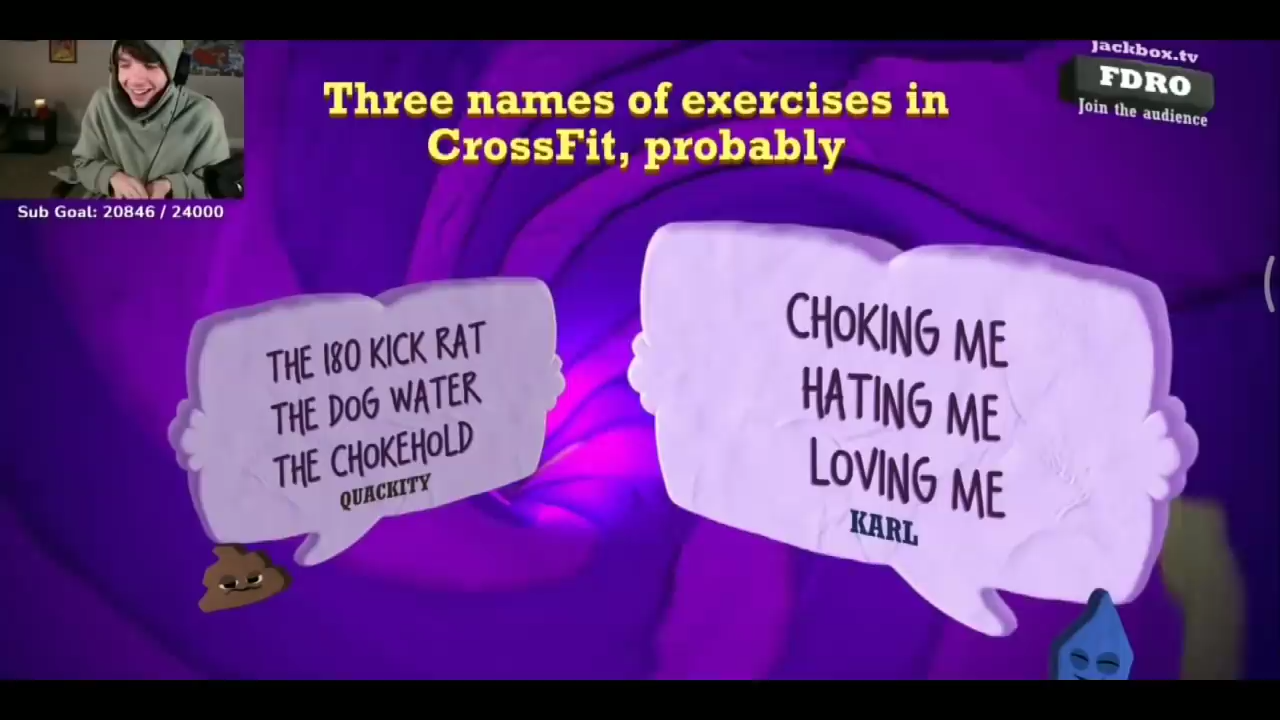 jackbox.tv
FDRO
Join the audience
Three names of exercises in
CrossFit, probably
Sub Goal: 20846 / 24000
THE 180 KICK RAT
THE DOG WATER
THE CHOKEHOLD
QUACKITY
CHOKING ME
HATING ME
LOVING ME
KARL